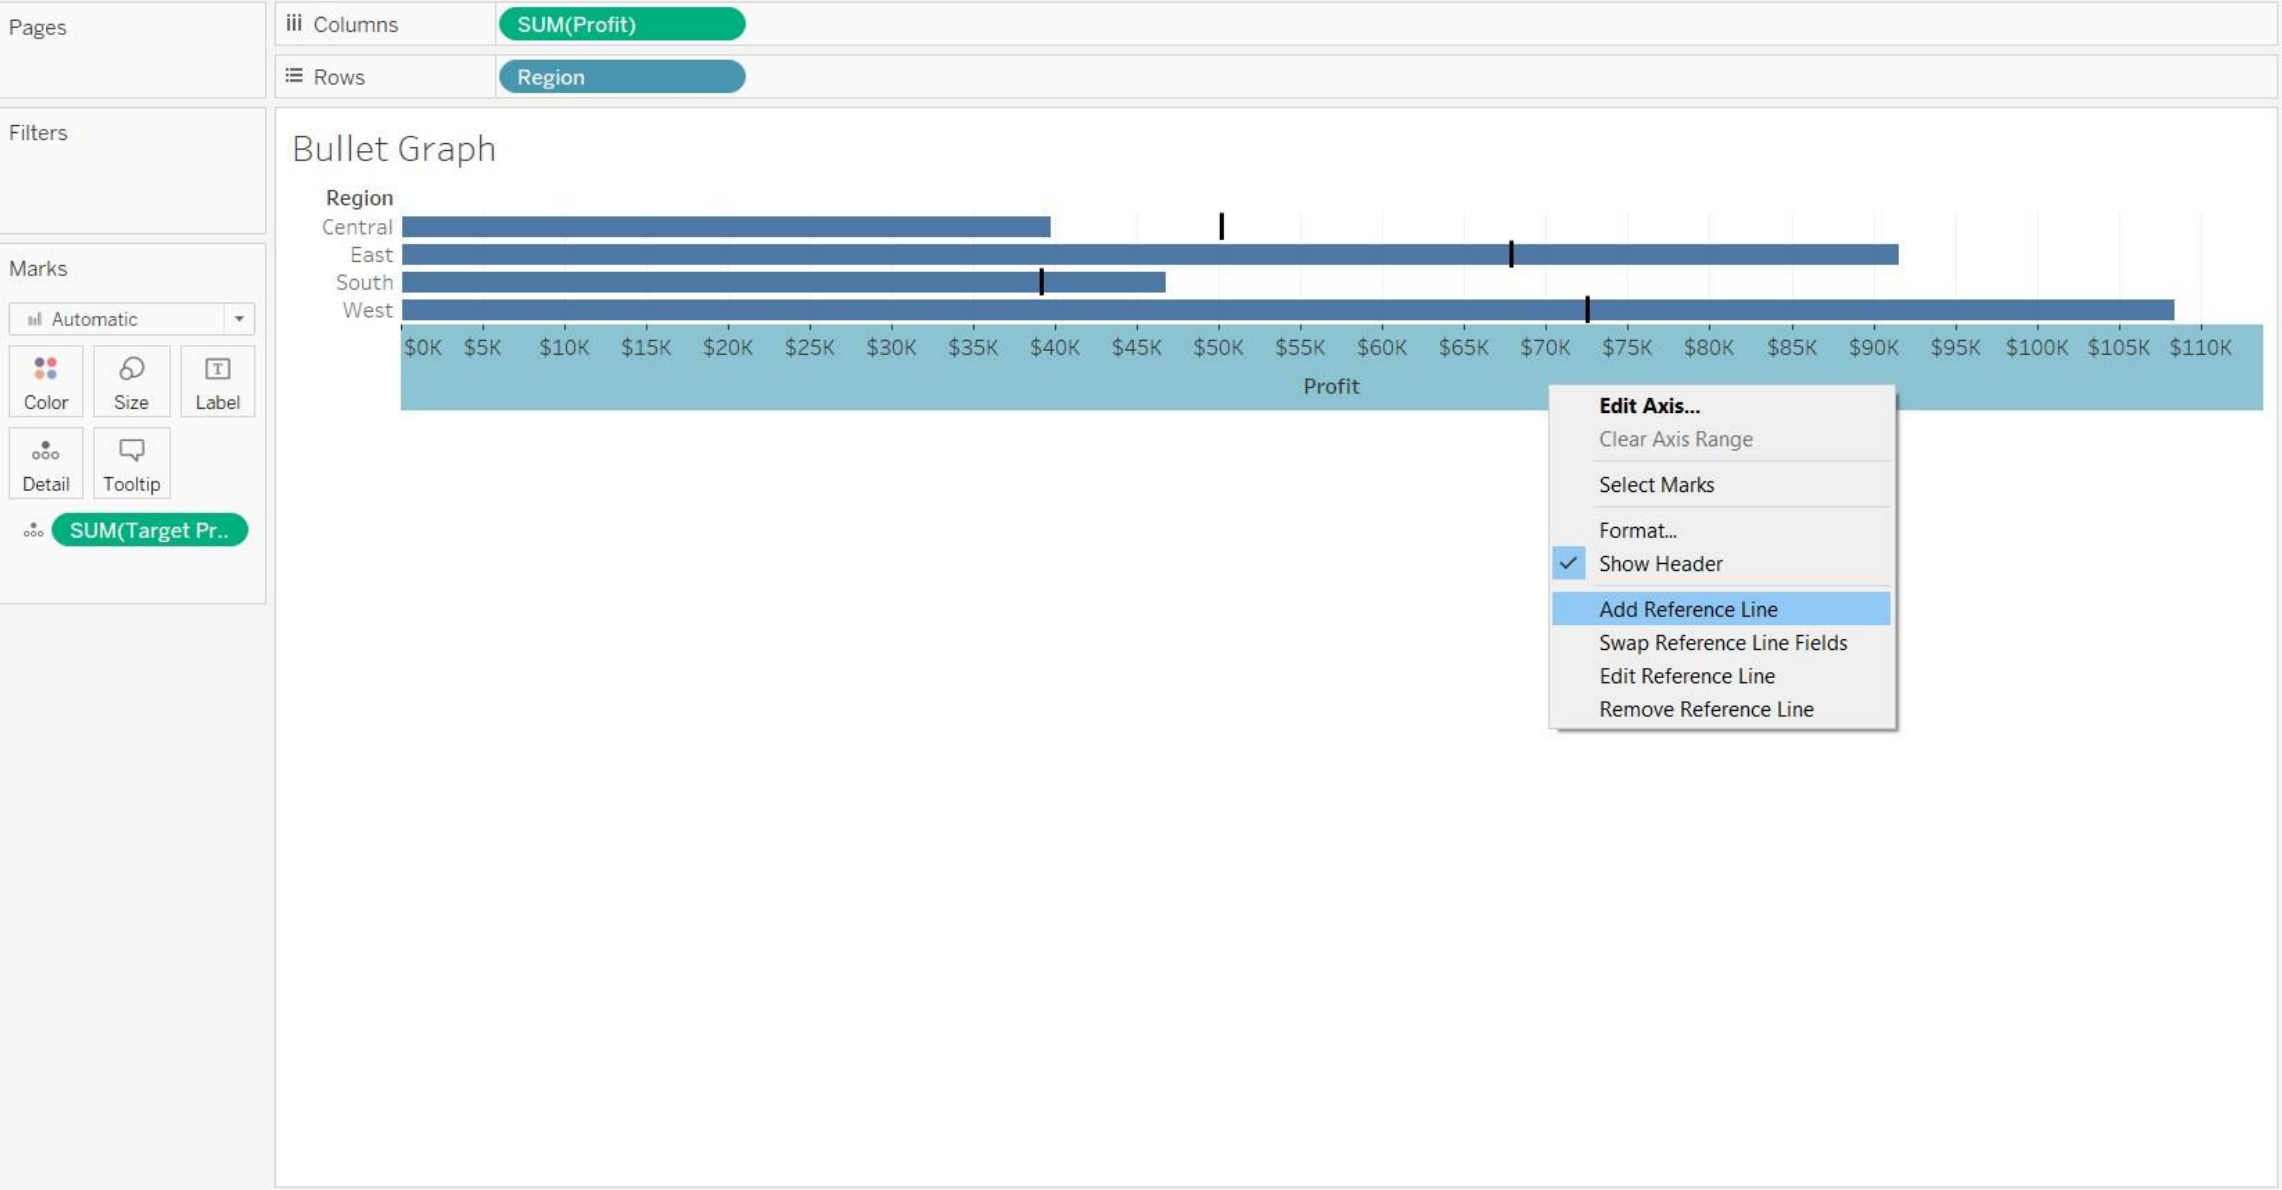 Pages
Columns
SUM(Profit)
Rows
Region
Filters
Marks
Automatic
Color
Size
T
Label
Detail
Tooltip
SUM(Target Pr..
Bullet Graph
Region
Central
East
South
West
$0K $5K $10K $15K $20K $25K $30K $35K $40K $45K $50K $55K $60K $65K $70K $75K $80K $85K $90K $95K $100K $105K $110K
Profit
Edit Axis...
Clear Axis Range
Select Marks
Format...
Show Header
Add Reference Line
Swap Reference Line Fields
Edit Reference Line
Remove Reference Line